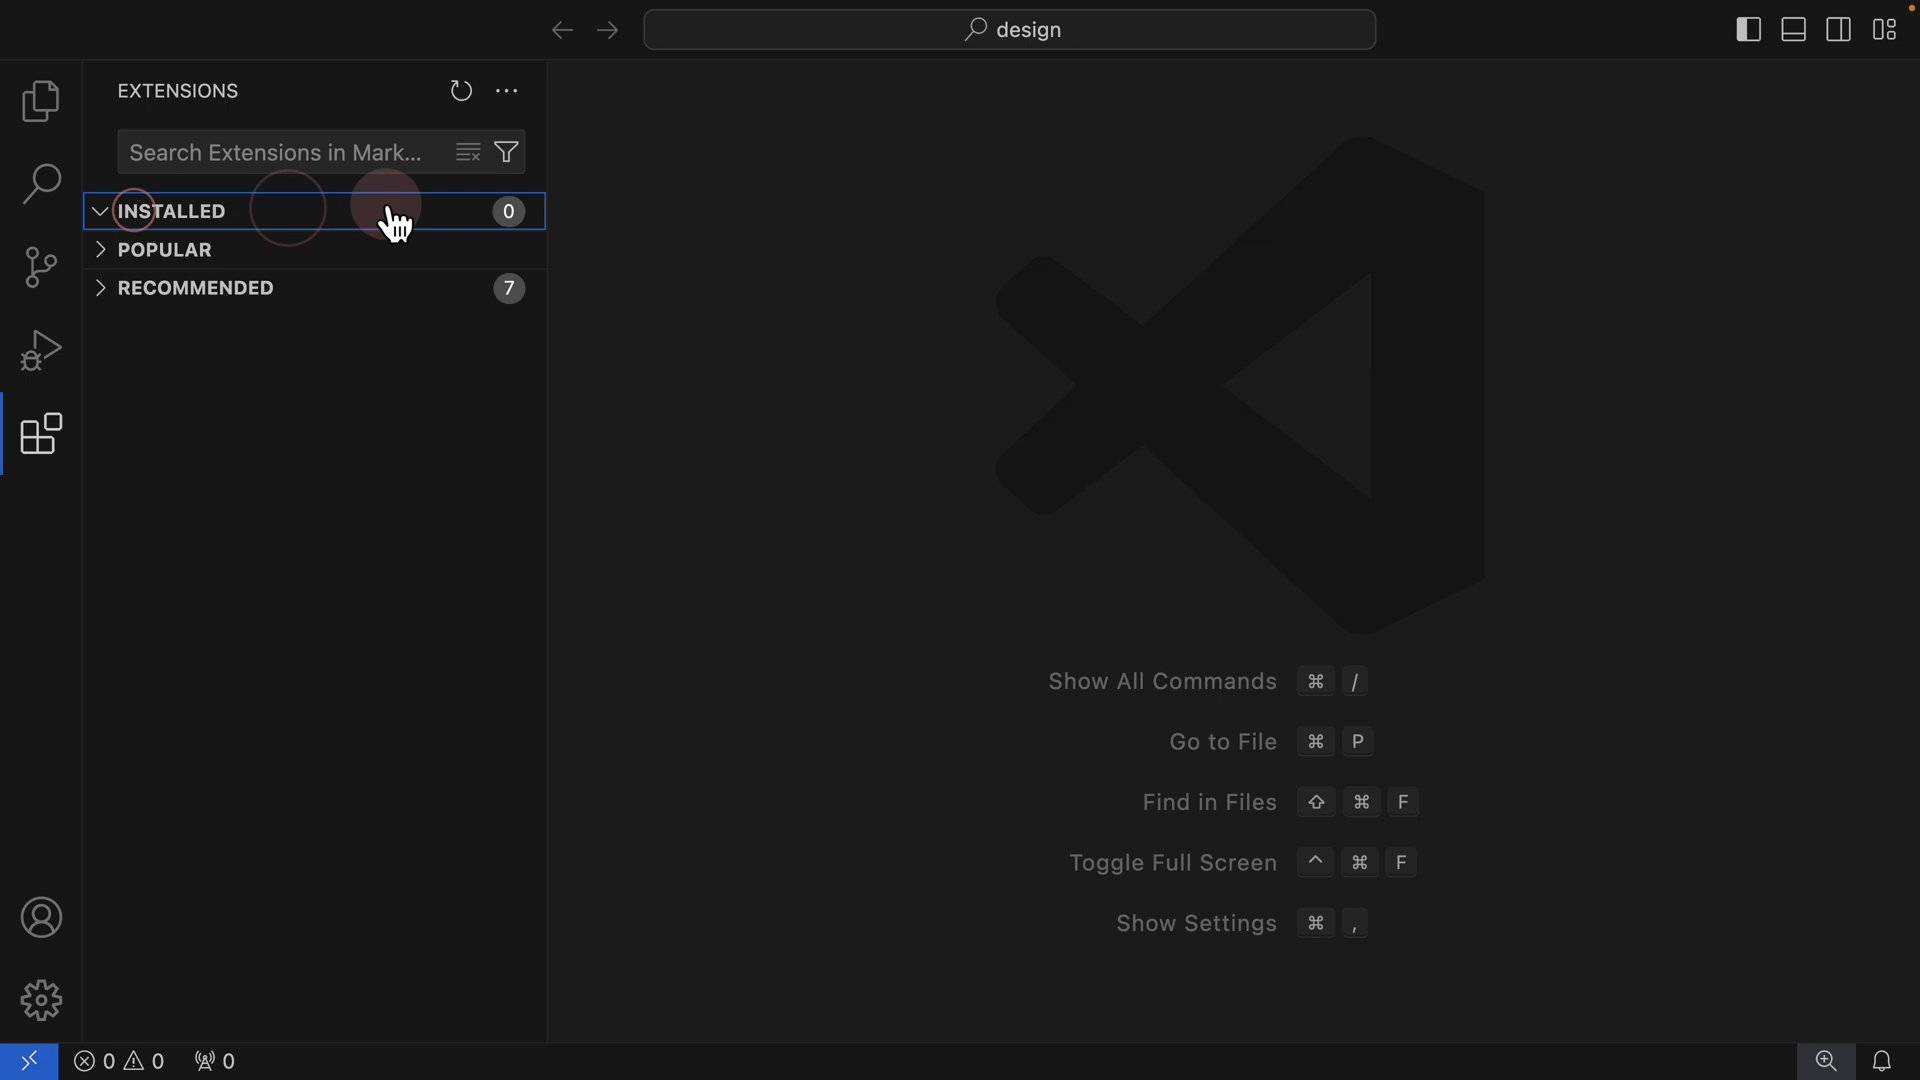 design
EXTENSIONS
Search Extensions in Mark...
INSTALLED 0
POPULAR
RECOMMENDED 7
Show All Commands ⌘ /
Go to File ⌘ P
Find in Files ⇧ ⌘ F
Toggle Full Screen ^ ⌘ F
Show Settings ⌘ ,
0 0 0